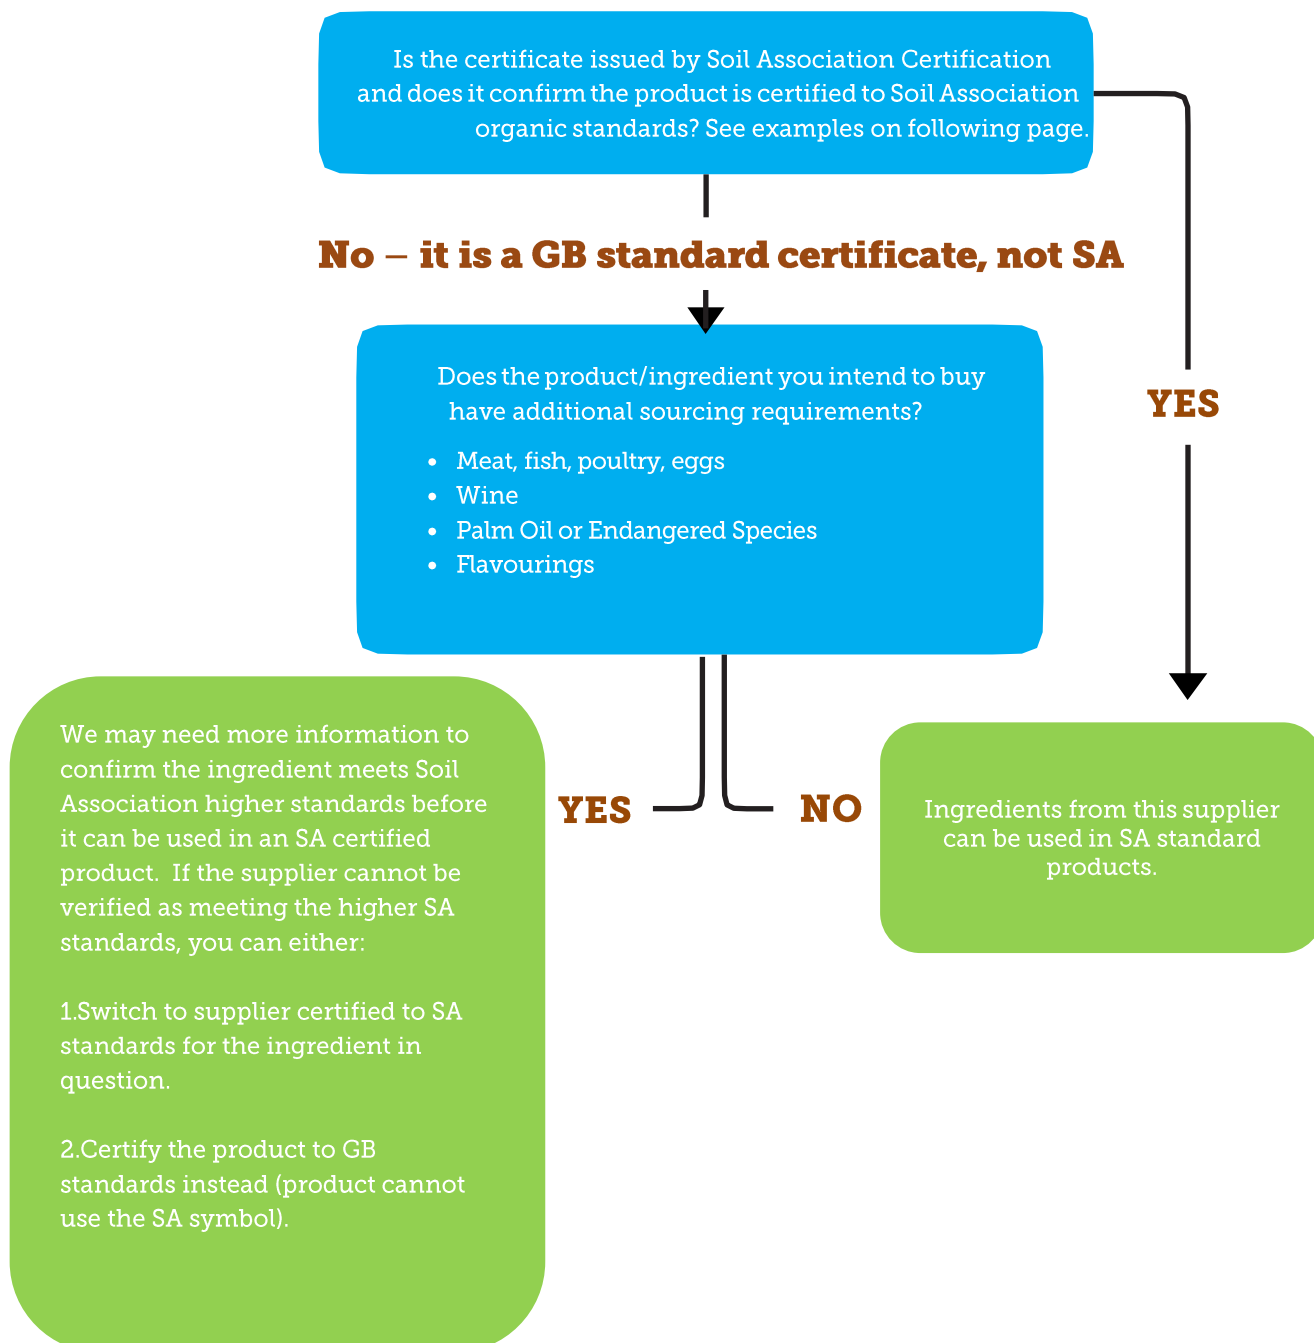 Is the certificate issued by Soil Association Certification
and does it confirm the product is certified to Soil Association
organic standards? See examples on following page.
No – it is a GB standard certificate, not SA
Does the product/ingredient you intend to buy
have additional sourcing requirements?
• Meat, fish, poultry, eggs
• Wine
• Palm Oil or Endangered Species
• Flavourings
YES
We may need more information to
confirm the ingredient meets Soil
Association higher standards before
it can be used in an SA certified
product.  If the supplier cannot be
verified as meeting the higher SA
standards, you can either:
1.Switch to supplier certified to SA
standards for the ingredient in
question.
2.Certify the product to GB
standards instead (product cannot
use the SA symbol).
YES
NO
Ingredients from this supplier
can be used in SA standard
products.